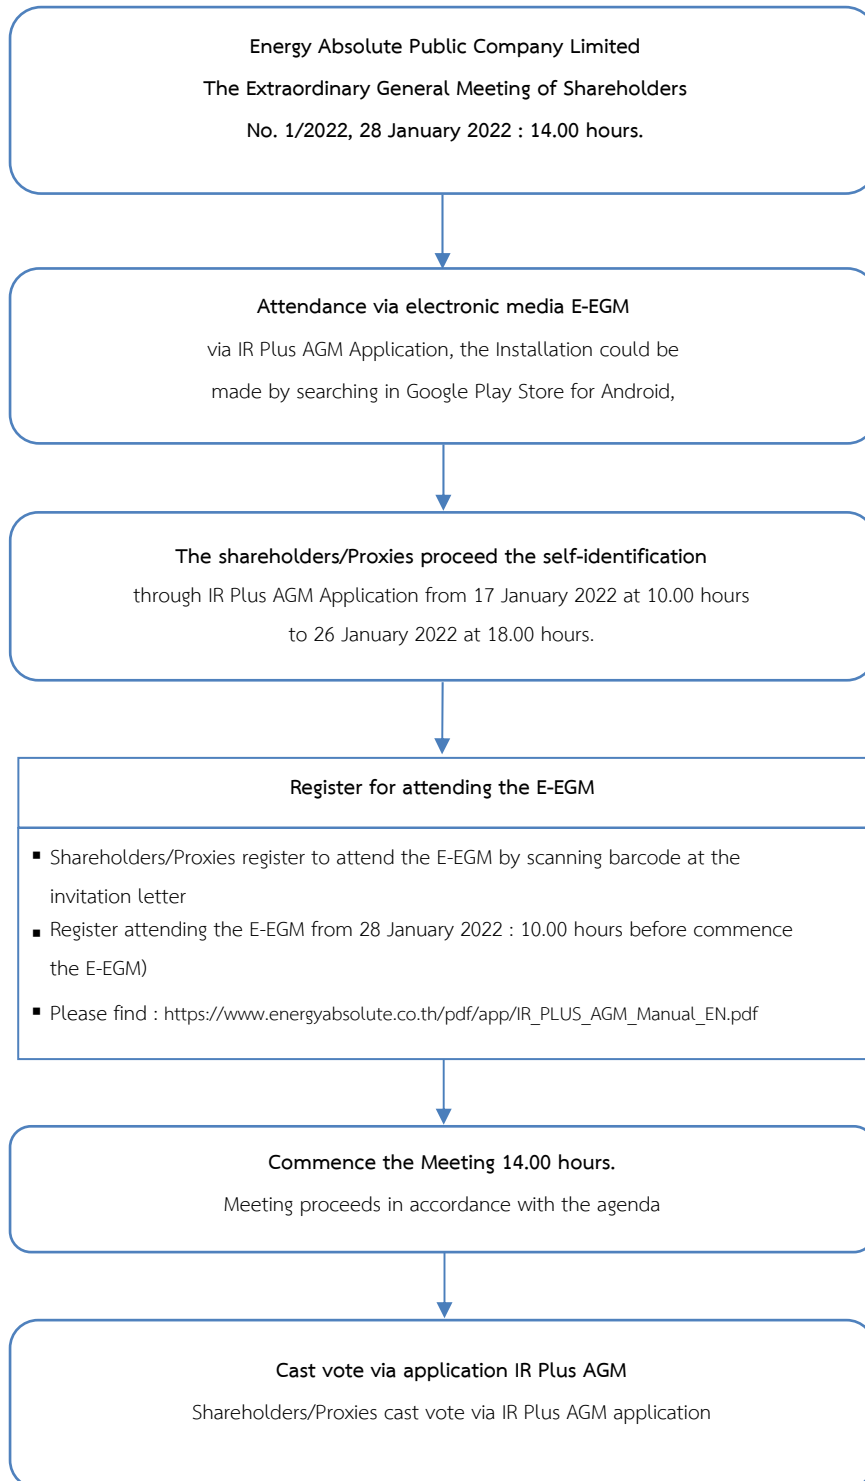 Energy Absolute Public Company Limited
The Extraordinary General Meeting of Shareholders
No. 1/2022, 28 January 2022 : 14.00 hours.
Attendance via electronic media E-EGM
via IR Plus AGM Application, the Installation could be
made by searching in Google Play Store for Android,
The shareholders/Proxies proceed the self-identification
through IR Plus AGM Application from 17 January 2022 at 10.00 hours
to 26 January 2022 at 18.00 hours.
Register for attending the E-EGM
▪ Shareholders/Proxies register to attend the E-EGM by scanning barcode at the
invitation letter
▪ Register attending the E-EGM from 28 January 2022 : 10.00 hours before commence
the E-EGM)
▪ Please find : https://www.energyabsolute.co.th/pdf/app/IR_PLUS_AGM_Manual_EN.pdf
Commence the Meeting 14.00 hours.
Meeting proceeds in accordance with the agenda
Cast vote via application IR Plus AGM
Shareholders/Proxies cast vote via IR Plus AGM application